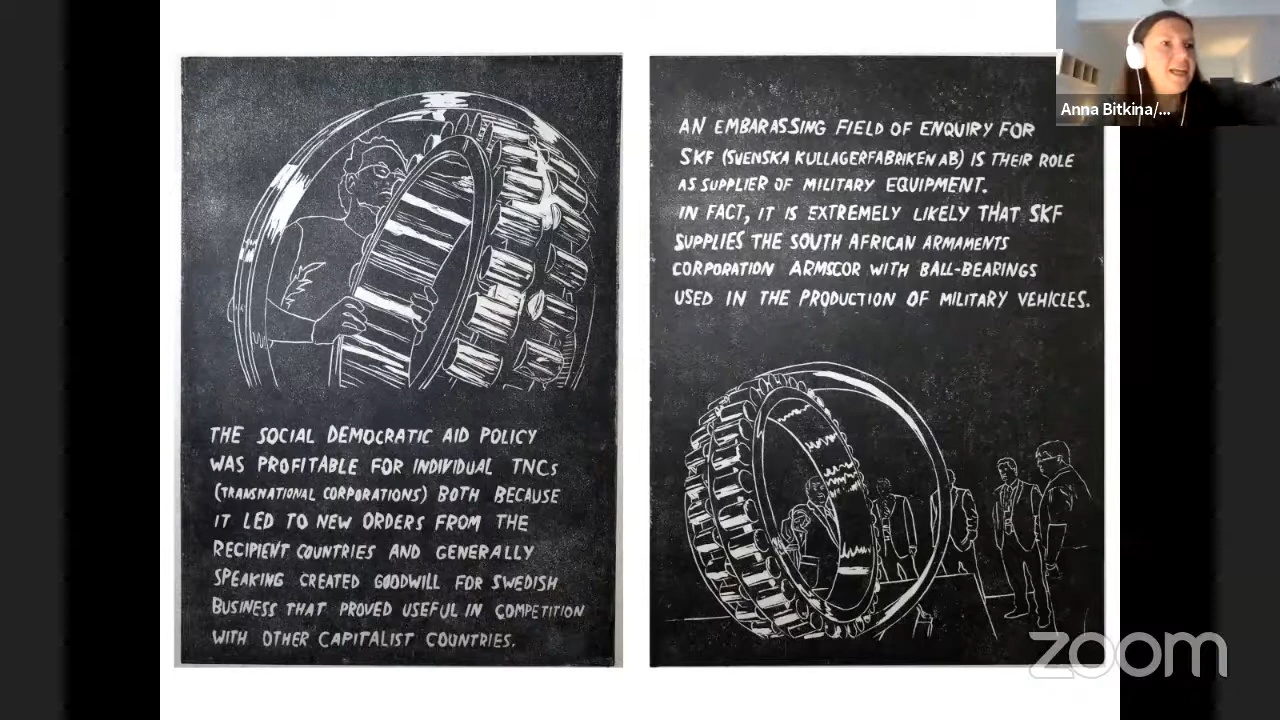 THE SOCIAL DEMOCRATIC AID POLICY
WAS PROFITABLE FOR INDIVIDUAL TNCs
(TRANSNATIONAL CORPORATIONS) BOTH BECAUSE
IT LED TO NEW ORDERS FROM THE
RECIPIENT COUNTRIES AND GENERALLY
SPEAKING CREATED GOODWILL FOR SWEDISH
BUSINESS THAT PROVED USEFUL IN COMPETITION
WITH OTHER CAPITALIST COUNTRIES.
AN EMBARASSING FIELD OF ENQUIRY FOR
SKF (SVENSKA KULLAGERFABRIKEN AB) IS THEIR ROLE
AS SUPPLIER OF MILITARY EQUIPMENT.
IN FACT, IT IS EXTREMELY LIKELY THAT SKF
SUPPLIES THE SOUTH AFRICAN ARMAMENTS
CORPORATION ARMSCOR WITH BALL-BEARINGS
USED IN THE PRODUCTION OF MILITARY VEHICLES.
Anna Bitkina/...
zoom